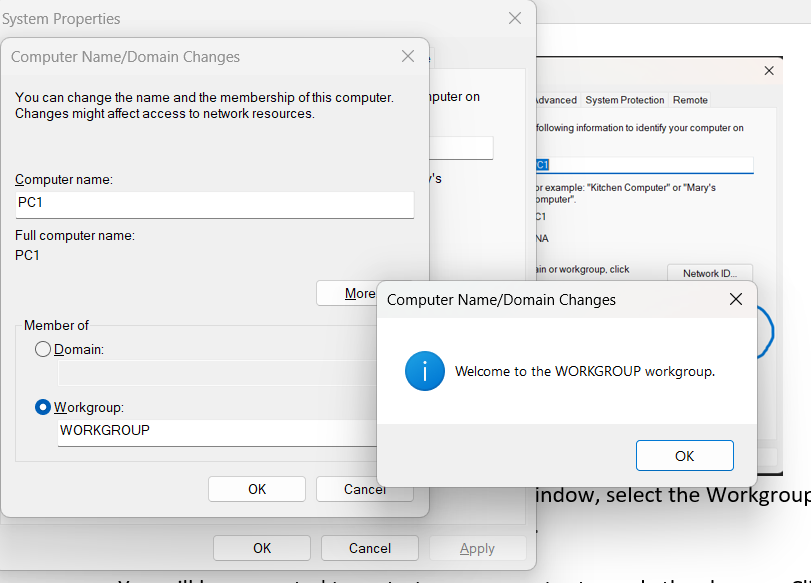 System Properties
Computer Name/Domain Changes
You can change the name and the membership of this computer.
Changes might affect access to network resources.
Computer name:
PC1
Full computer name:
PC1
More
Member of
Domain:
Workgroup:
WORKGROUP
OK
Cancel
OK
Cancel
Apply
Computer Name/Domain Changes
Welcome to the WORKGROUP workgroup.
OK
computer on
's
Advanced
System Protection
Remote
following information to identify your computer on
C1
or example: "Kitchen Computer" or "Mary's
omputer".
C1
NA
ain or workgroup, click
Network ID...
indow, select the Workgroup